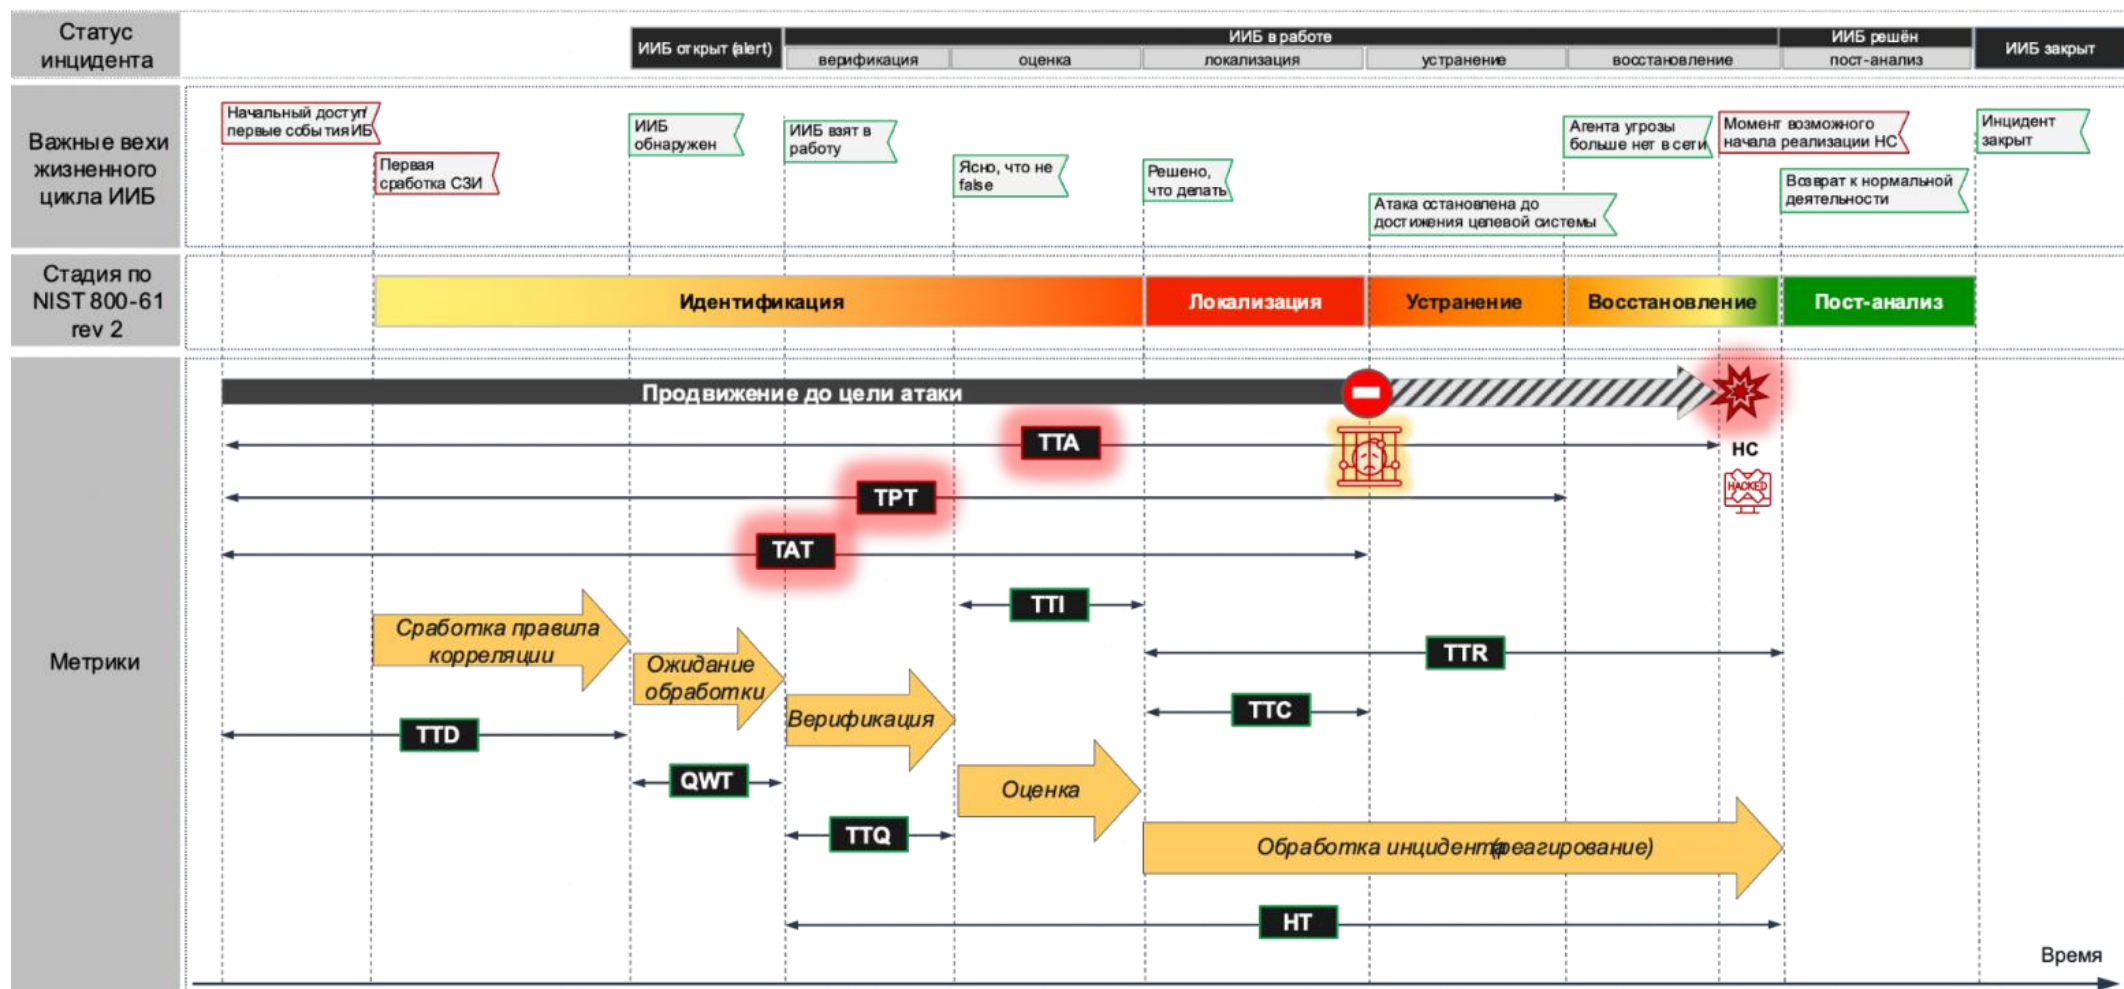 Статус
инцидента
ИИБ открыт (alert)
ИИБ в работе
ИИБ решён
ИИБ закрыт
верификация
оценка
локализация
устранение
восстановление
пост-анализ
Важные вехи
жизненного
цикла ИИБ
Начальный доступ/
первые события ИБ
Первая
сработка СЗИ
ИИБ
обнаружен
ИИБ взят в
работу
Ясно, что не
false
Решено,
что делать
Атака остановлена до
достижения целевой системы
Агента угрозы
больше нет в сети
Момент возможного
начала реализации НС
Возврат к нормальной
деятельности
Инцидент
закрыт
Стадия по
NIST 800-61
rev 2
Идентификация
Локализация
Устранение
Восстановление
Пост-анализ
Метрики
Продвижение до цели атаки
TTA
НС
HACKED
TPT
TAT
TTI
Сработка правила
корреляции
TTR
Ожидание
обработки
Верификация
TTC
TTD
QWT
Оценка
TTQ
Обработка инцидента (реагирование)
HT
Время